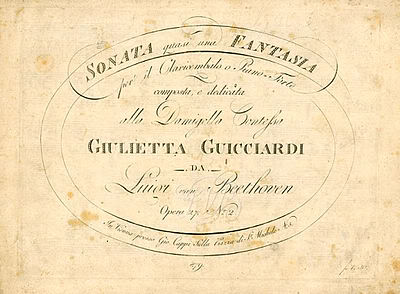 SONATA quasi una FANTASIA
per il Clavicembalo o Piano-Forte
composta, e dedicata
alla Damigella Contessa
GIULIETTA GUICCIARDI
DA
Luigi van Beethoven
Opera 27 No. 2
In Vienna presso Gio. Cappi Sulla Piazza di St. Michele No. 5